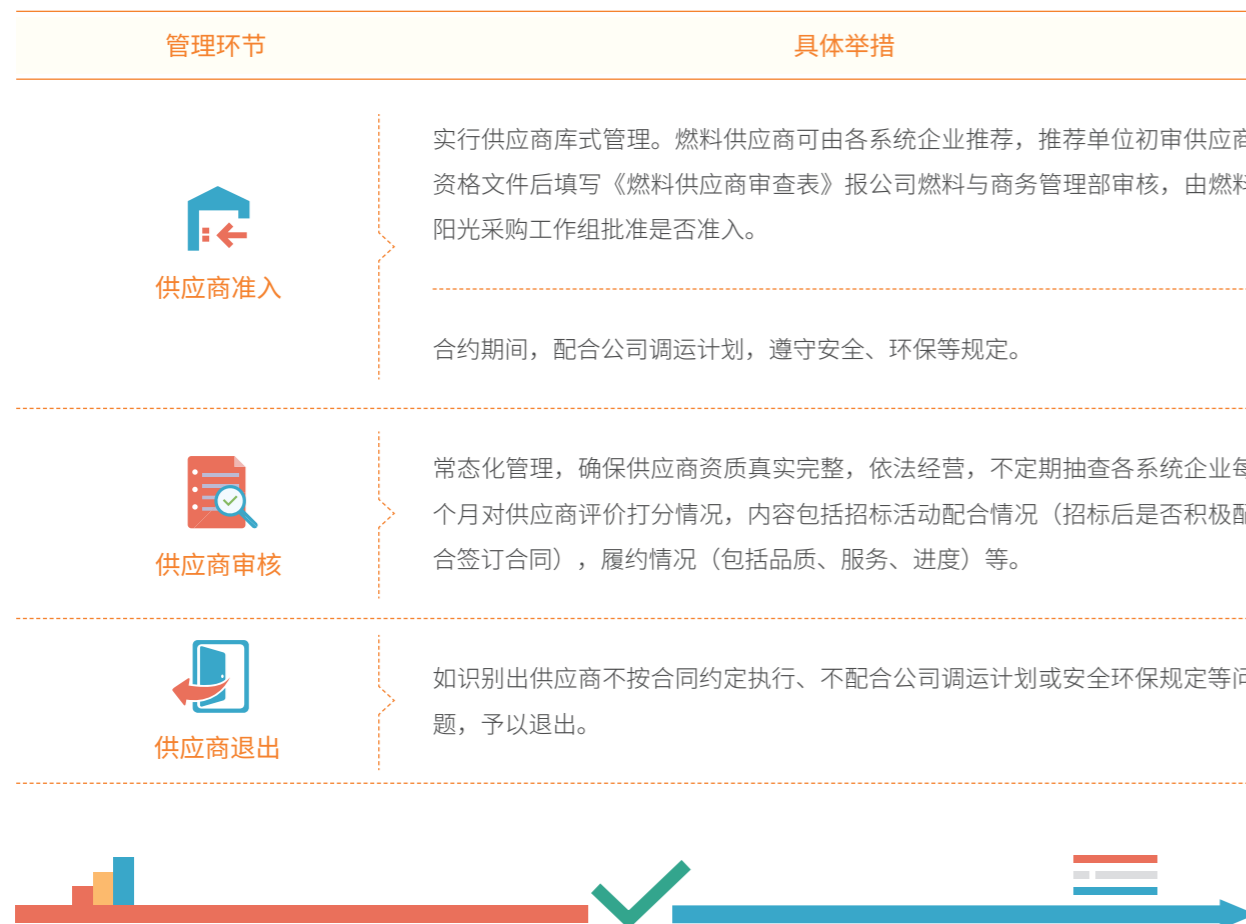 管理环节
具体举措
实行供应商库式管理。燃料供应商可由各系统企业推荐，推荐单位初审供应商
资格文件后填写《燃料供应商审查表》报公司燃料与商务管理部审核，由燃料
阳光采购工作组批准是否准入。
供应商准入
合约期间，配合公司调运计划，遵守安全、环保等规定。
常态化管理，确保供应商资质真实完整，依法经营，不定期抽查各系统企业每
个月对供应商评价打分情况，内容包括招标活动配合情况（招标后是否积极配
合签订合同），履约情况（包括品质、服务、进度）等。
供应商审核
如识别出供应商不按合同约定执行、不配合公司调运计划或安全环保规定等问
题，予以退出。
供应商退出